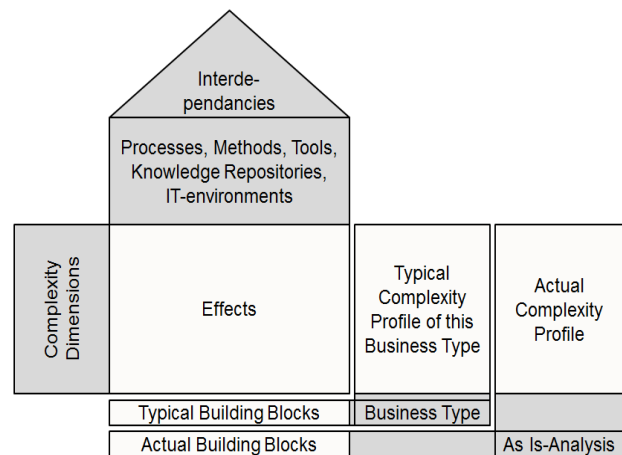 Interde-
pendancies
Processes, Methods, Tools,
Knowledge Repositories,
IT-environments
Complexity
Dimensions
Effects
Typical
Complexity
Profile of this
Business Type
Actual
Complexity
Profile
Typical Building Blocks
Business Type
Actual Building Blocks
As Is-Analysis